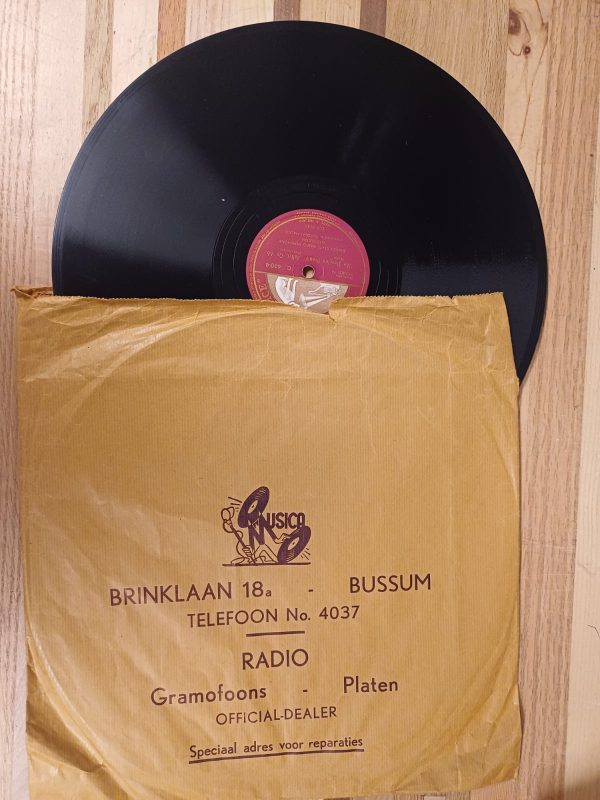 MUSICA
BRINKLAAN 18a - BUSSUM
TELEFOON No. 4037
RADIO
Gramofoons - Platen
OFFICIAL-DEALER
Speciaal adres voor reparaties